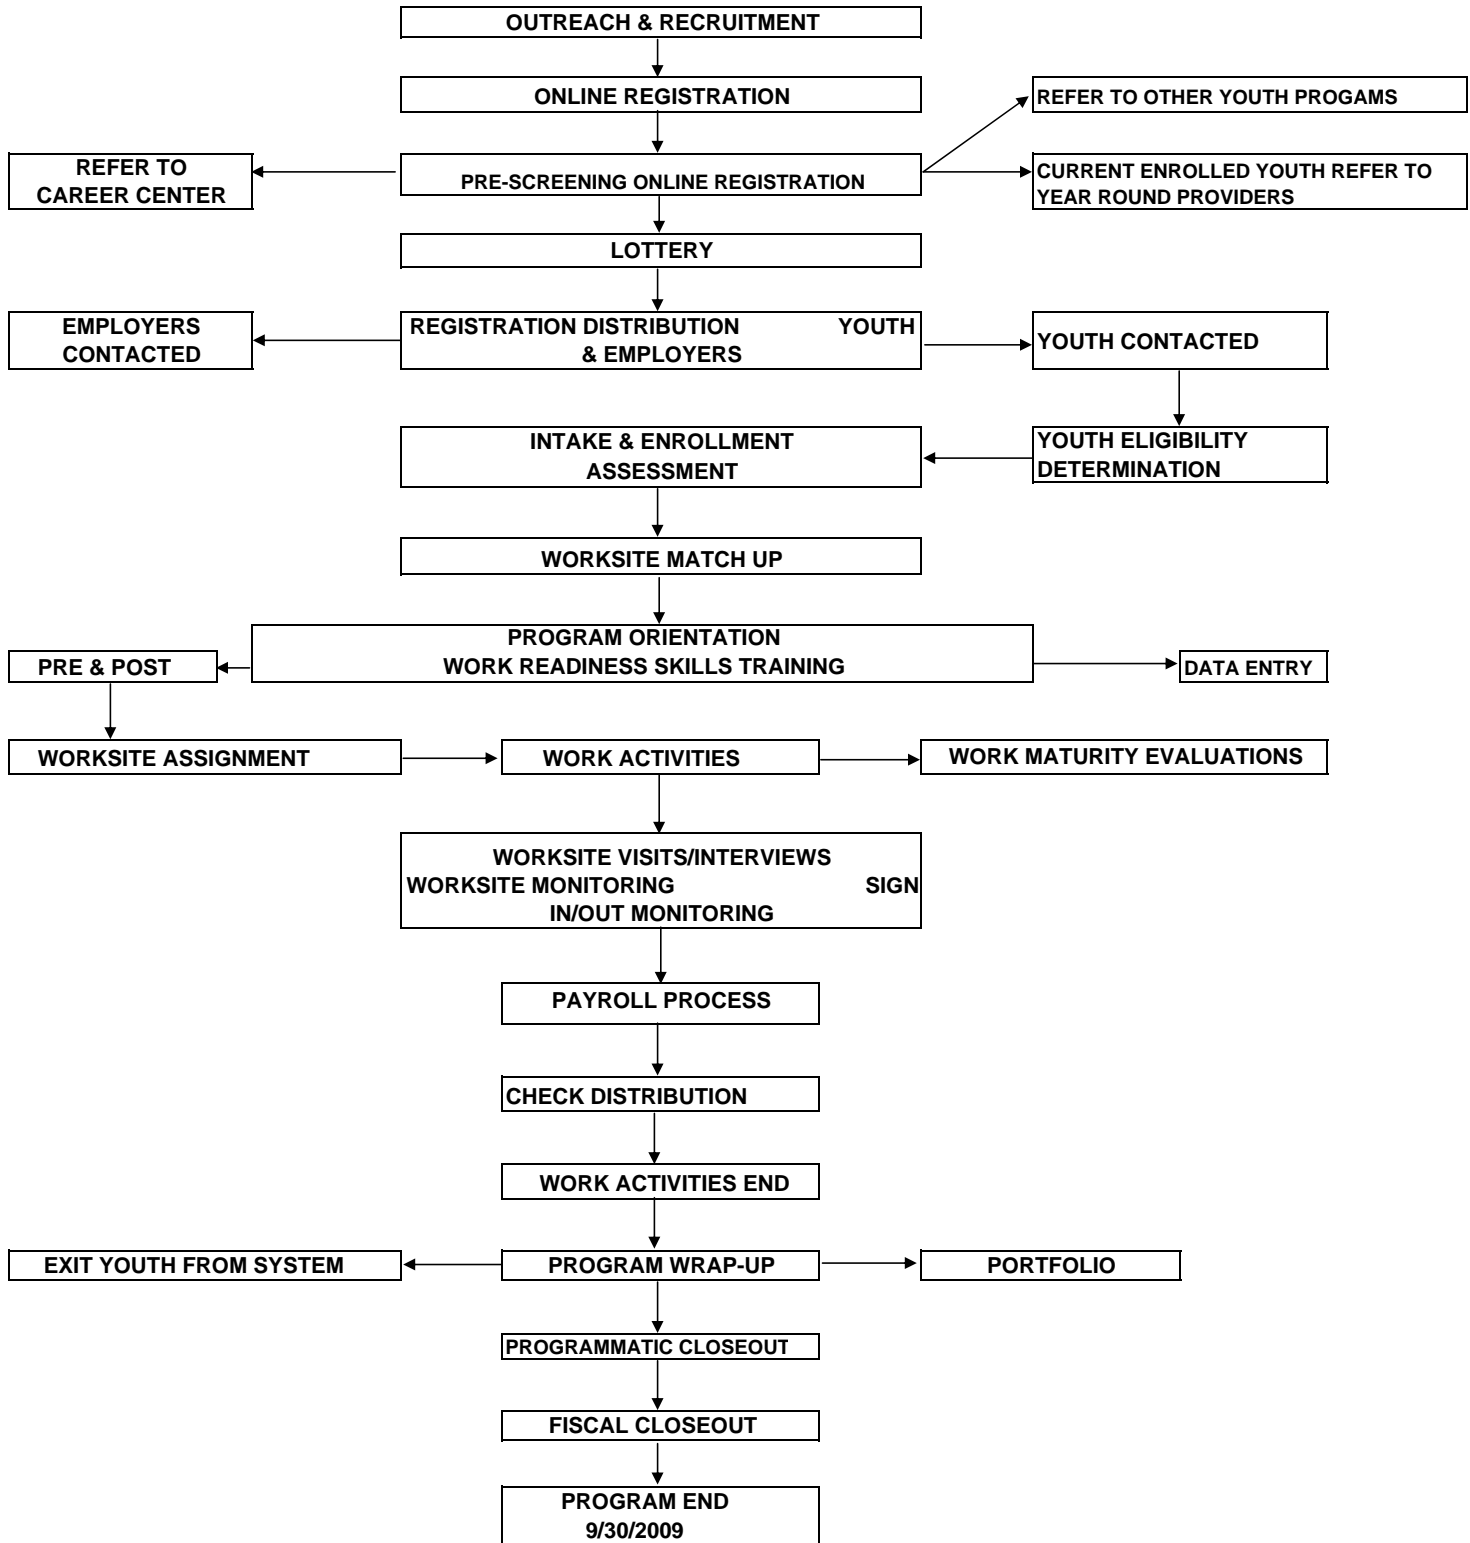 OUTREACH & RECRUITMENT
ONLINE REGISTRATION
REFER TO OTHER YOUTH PROGAMS
REFER TO
CAREER CENTER
PRE-SCREENING ONLINE REGISTRATION
CURRENT ENROLLED YOUTH REFER TO
YEAR ROUND PROVIDERS
LOTTERY
EMPLOYERS
CONTACTED
REGISTRATION DISTRIBUTION YOUTH
& EMPLOYERS
YOUTH CONTACTED
INTAKE & ENROLLMENT
ASSESSMENT
YOUTH ELIGIBILITY
DETERMINATION
WORKSITE MATCH UP
PROGRAM ORIENTATION
WORK READINESS SKILLS TRAINING
PRE & POST
DATA ENTRY
WORKSITE ASSIGNMENT
WORK ACTIVITIES
WORK MATURITY EVALUATIONS
WORKSITE VISITS/INTERVIEWS
WORKSITE MONITORING SIGN
IN/OUT MONITORING
PAYROLL PROCESS
CHECK DISTRIBUTION
WORK ACTIVITIES END
EXIT YOUTH FROM SYSTEM
PROGRAM WRAP-UP
PORTFOLIO
PROGRAMMATIC CLOSEOUT
FISCAL CLOSEOUT
PROGRAM END
9/30/2009